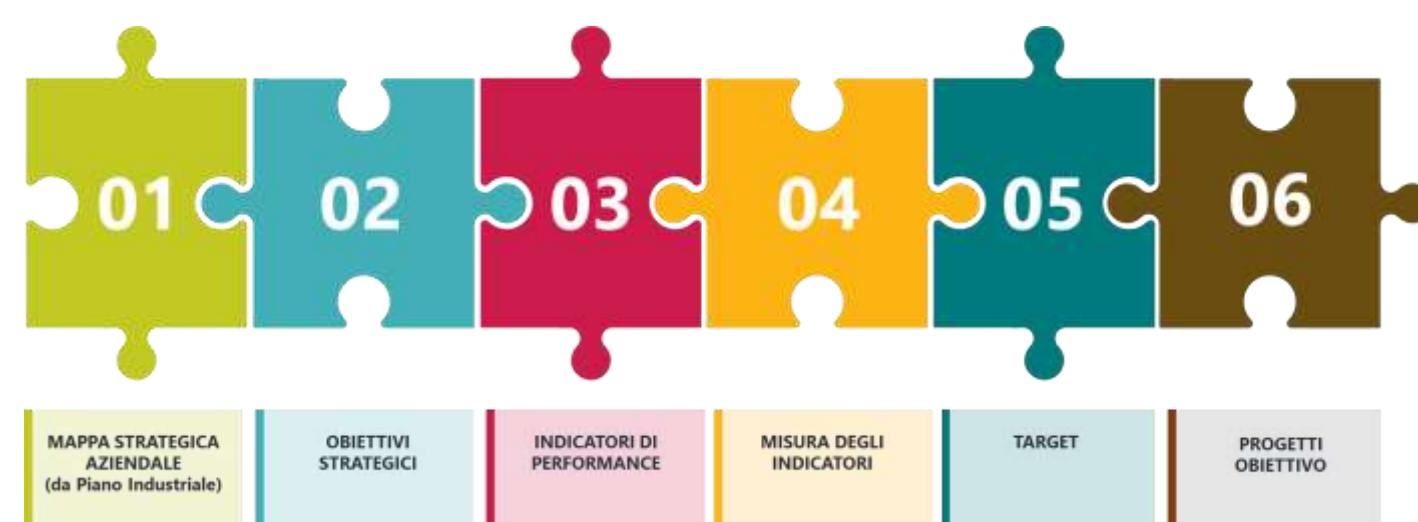 01 02 03 04 05 06
MAPPA STRATEGICA
AZIENDALE
(da Piano Industriale)
OBIETTIVI
STRATEGICI
INDICATORI DI
PERFORMANCE
MISURA DEGLI
INDICATORI
TARGET
PROGETTI
OBIETTIVO